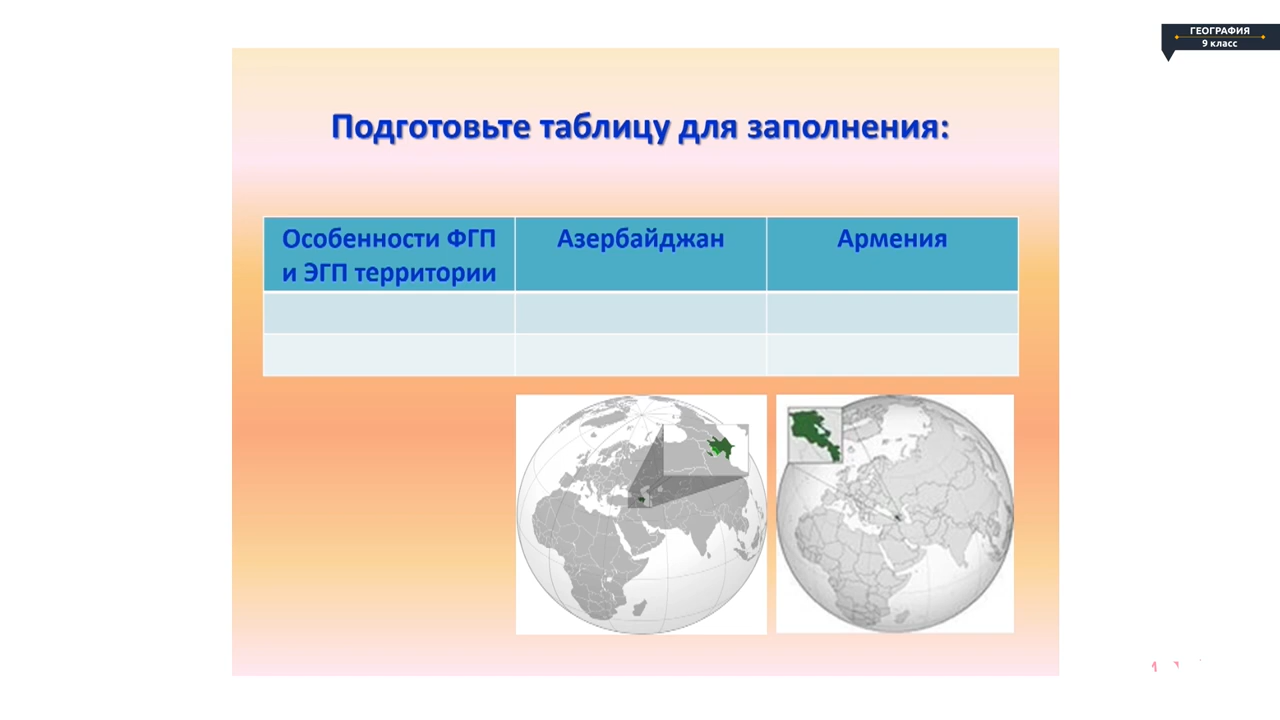 ГЕОГРАФИЯ
9 класс
Подготовьте таблицу для заполнения:
Особенности ФГП
и ЭГП территории
Азербайджан
Армения